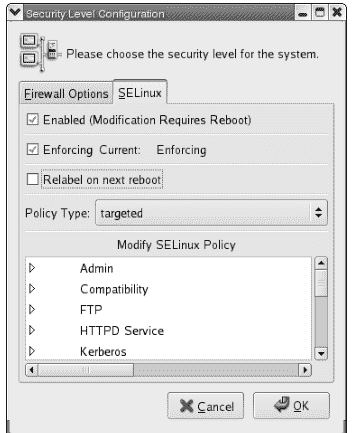 Security Level Configuration
Please choose the security level for the system.
Firewall Options SELinux
Enabled (Modification Requires Reboot)
Enforcing Current: Enforcing
Relabel on next reboot
Policy Type: targeted
Modify SELinux Policy
Admin
Compatibility
FTP
HTTPD Service
Kerberos
Cancel OK